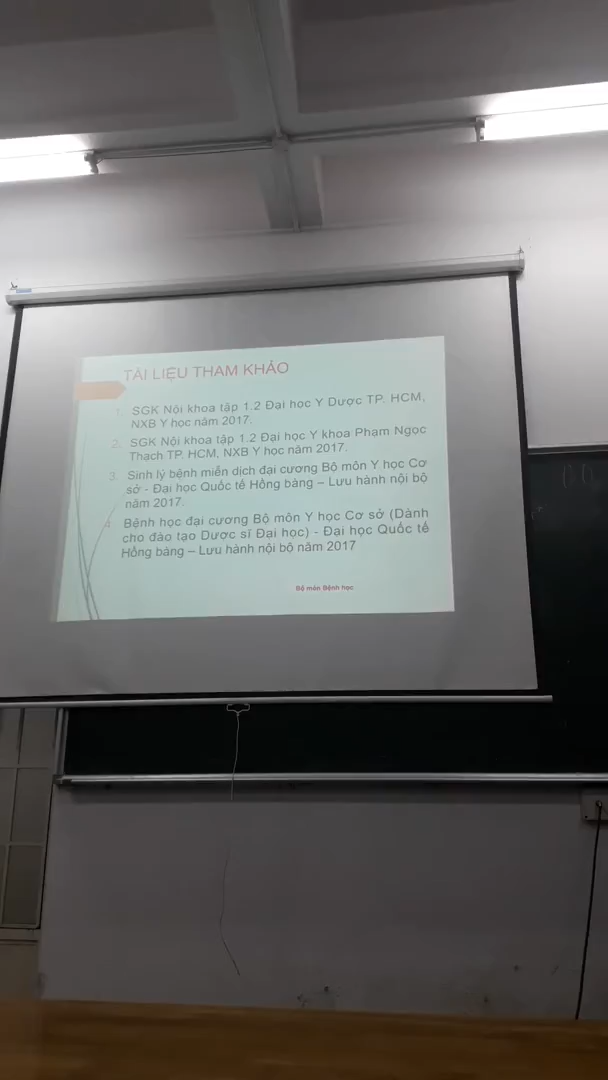 TÀI LIỆU THAM KHẢO
1. SGK Nội khoa tập 1.2 Đại học Y Dược TP. HCM,
NXB Y học năm 2017.
2. SGK Nội khoa tập 1.2 Đại học Y khoa Phạm Ngọc
Thạch TP. HCM, NXB Y học năm 2017.
3. Sinh lý bệnh miễn dịch đại cương Bộ môn Y học Cơ
sở - Đại học Quốc tế Hồng bàng – Lưu hành nội bộ
năm 2017.
4. Bệnh học đại cương Bộ môn Y học Cơ sở (Dành
cho đào tạo Dược sĩ Đại học) - Đại học Quốc tế
Hồng bàng – Lưu hành nội bộ năm 2017
Bộ môn Bệnh học